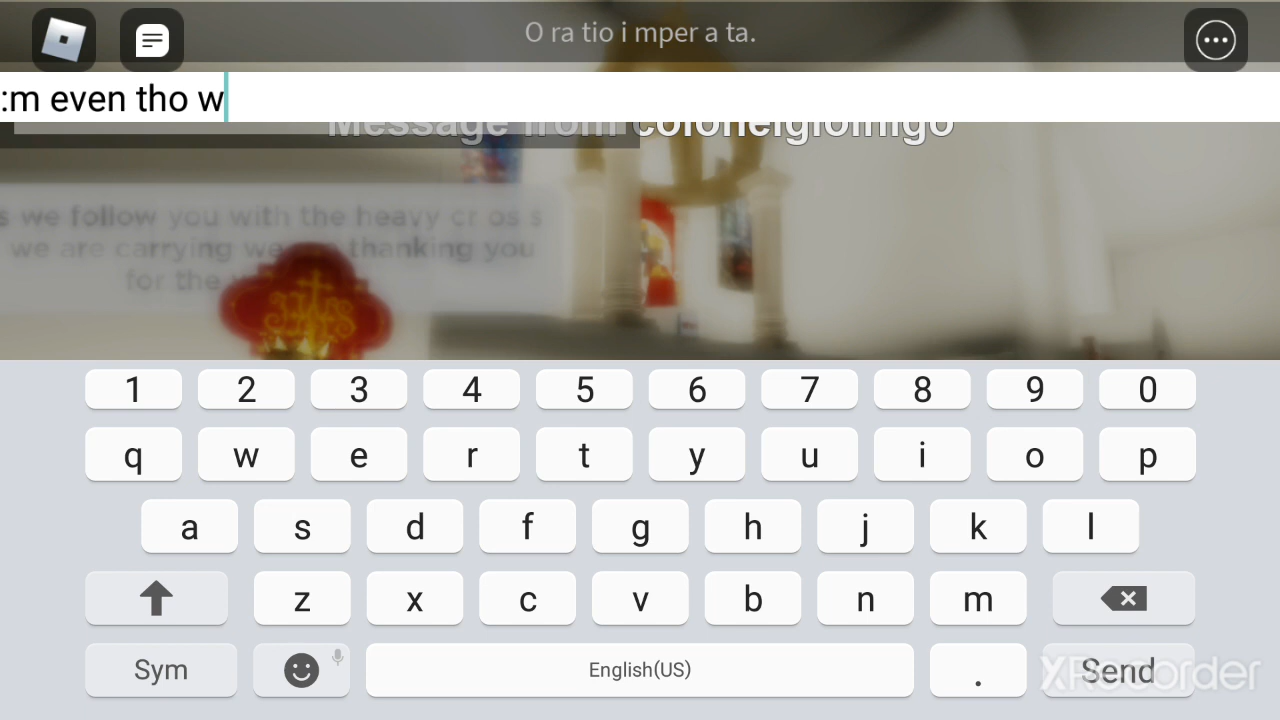 O ra tio i mper a ta.
:m even tho w
Message from colonelgiofnigo
s we follow you with the heavy cr os s
we are carrying we thanking you
for the
1 2 3 4 5 6 7 8 9 0
q w e r t y u i o p
a s d f g h j k l
z x c v b n m
Sym English(US) . Send
XRecorder